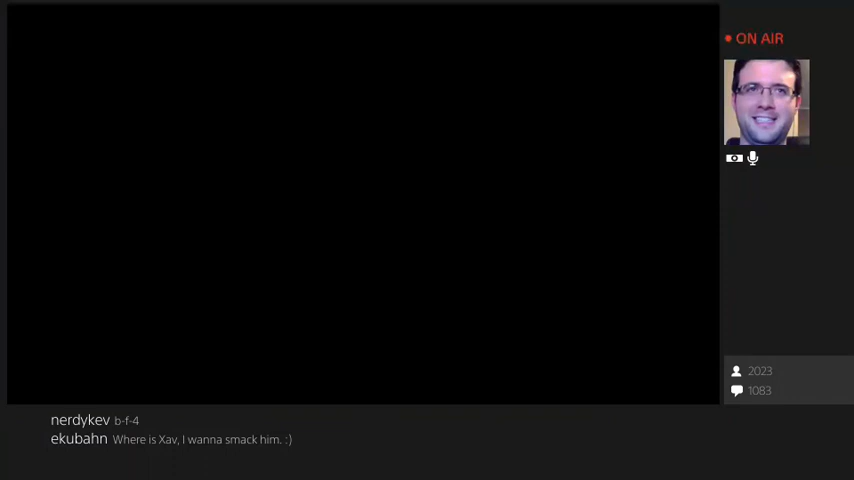 ON AIR
2023
1083
nerdykev b-f-4
ekubahn Where is Xav, I wanna smack him. :)